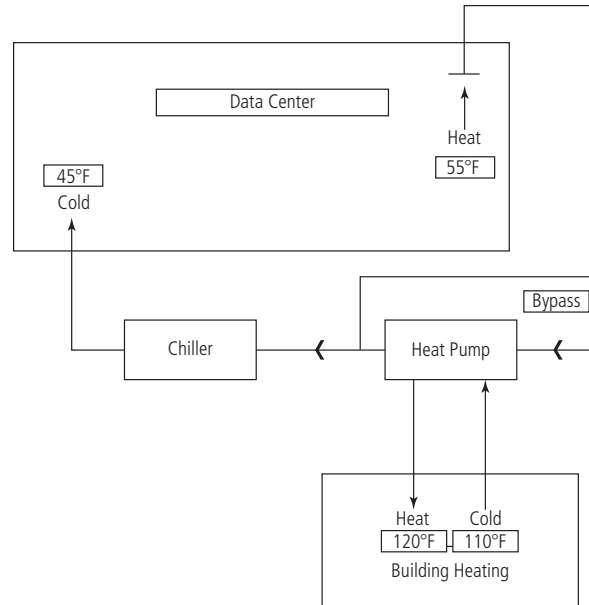 Data Center
Heat
55°F
45°F
Cold
Bypass
Chiller
Heat Pump
Heat Cold
120°F 110°F
Building Heating